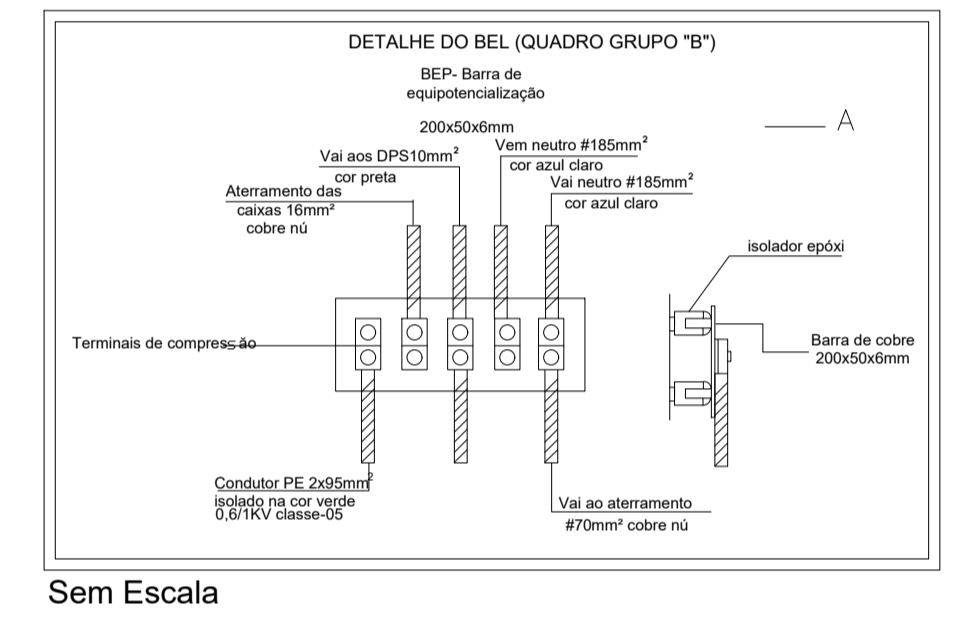 DETALHE DO BEL (QUADRO GRUPO "B")
BEP- Barra de
equipotencialização
200x50x6mm
A
Vem neutro #185mm²
cor azul claro
Vai aos DPS10mm²
cor preta
Vai neutro #185mm²
cor azul claro
Aterramento das
caixas 16mm²
cobre nú
isolador epóxi
Terminais de compressão
Barra de cobre
200x50x6mm
Condutor PE 2x95mm²
isolado na cor verde
0,6/1KV classe-05
Vai ao aterramento
#70mm² cobre nú
Sem Escala